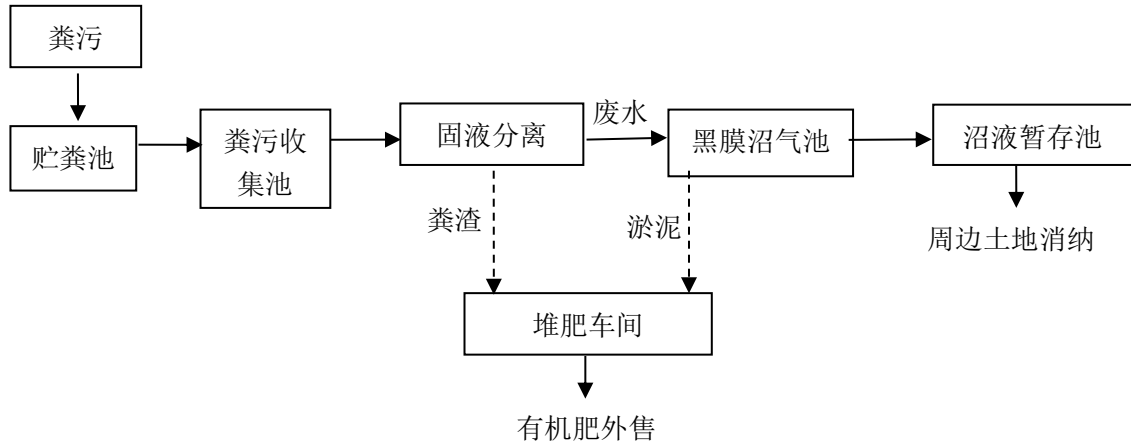 粪污
贮粪池
粪污收
集池
固液分离
废水
黑膜沼气池
沼液暂存池
粪渣
淤泥
周边土地消纳
堆肥车间
有机肥外售